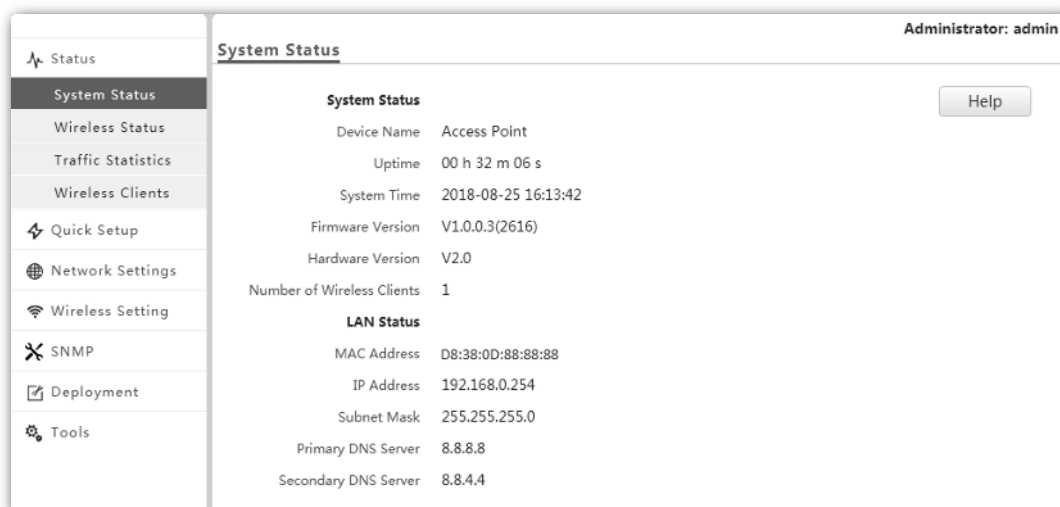 Administrator: admin
Status
System Status
Wireless Status
Traffic Statistics
Wireless Clients
Quick Setup
Network Settings
Wireless Setting
SNMP
Deployment
Tools
System Status
Help
System Status
Device Name Access Point
Uptime 00 h 32 m 06 s
System Time 2018-08-25 16:13:42
Firmware Version V1.0.0.3(2616)
Hardware Version V2.0
Number of Wireless Clients 1
LAN Status
MAC Address D8:38:0D:88:88:88
IP Address 192.168.0.254
Subnet Mask 255.255.255.0
Primary DNS Server 8.8.8.8
Secondary DNS Server 8.8.4.4